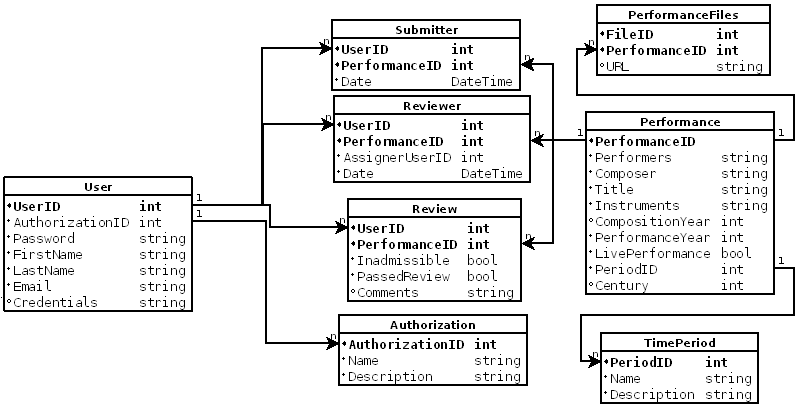 User
UserID int
AuthorizationID int
Password string
FirstName string
LastName string
Email string
Credentials string
1
1
Submitter
UserID int
PerformanceID int
Date DateTime
n
n
Reviewer
UserID int
PerformanceID int
AssignerUserID int
Date DateTime
n
n
Review
UserID int
PerformanceID int
Inadmissible bool
PassedReview bool
Comments string
n
n
Authorization
AuthorizationID int
Name string
Description string
n
PerformanceFiles
FileID int
PerformanceID int
URL string
n
Performance
PerformanceID
Performers string
Composer string
Title string
Instruments string
CompositionYear int
PerformanceYear int
LivePerformance bool
PeriodID int
Century int
1
1
1
TimePeriod
PeriodID int
Name string
Description string
n